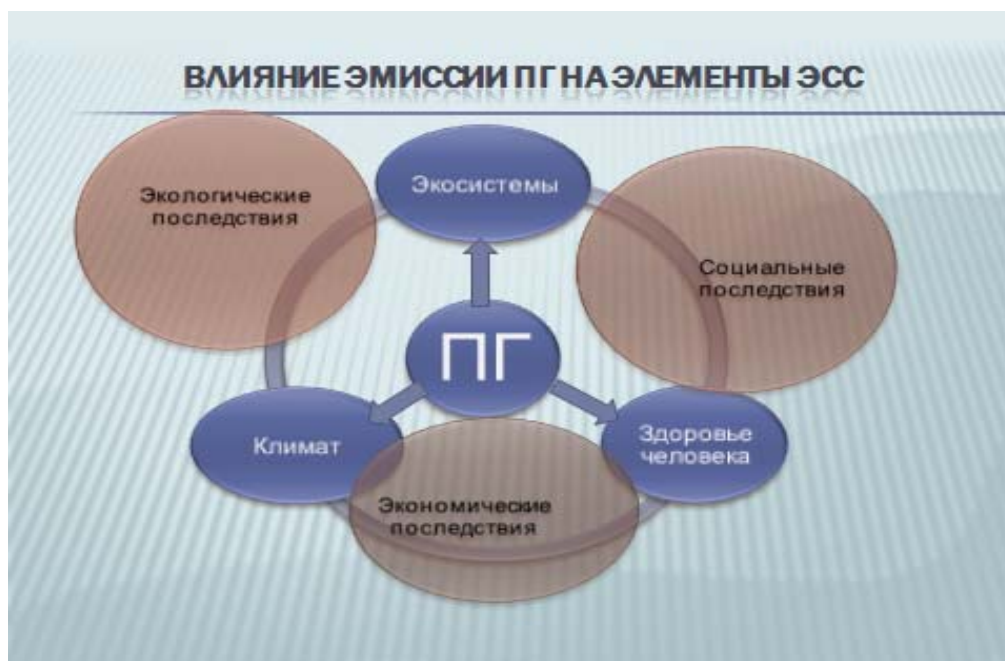 ВЛИЯНИЕ ЭМИССИИ ПГ НА ЭЛЕМЕНТЫ ЭСС
Экосистемы
Экологические
последствия
Социальные
последствия
ПГ
Климат
Здоровье
человека
Экономические
последствия